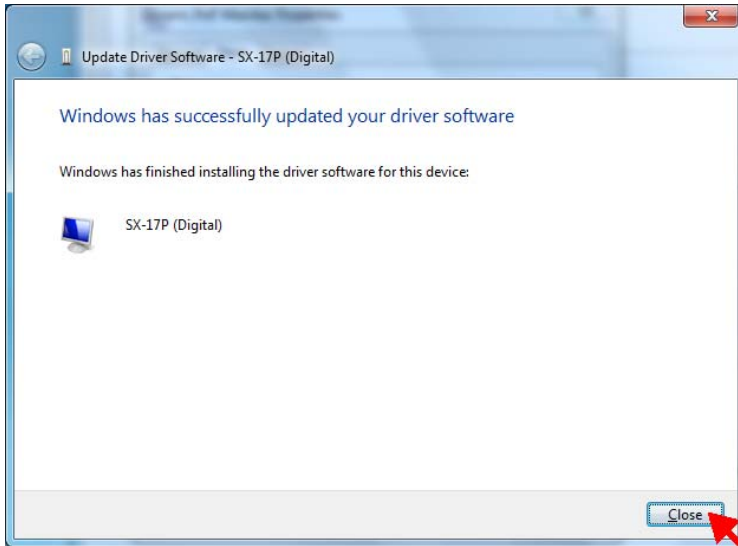 Update Driver Software - SX-17P (Digital)
Windows has successfully updated your driver software
Windows has finished installing the driver software for this device:
SX-17P (Digital)
Close